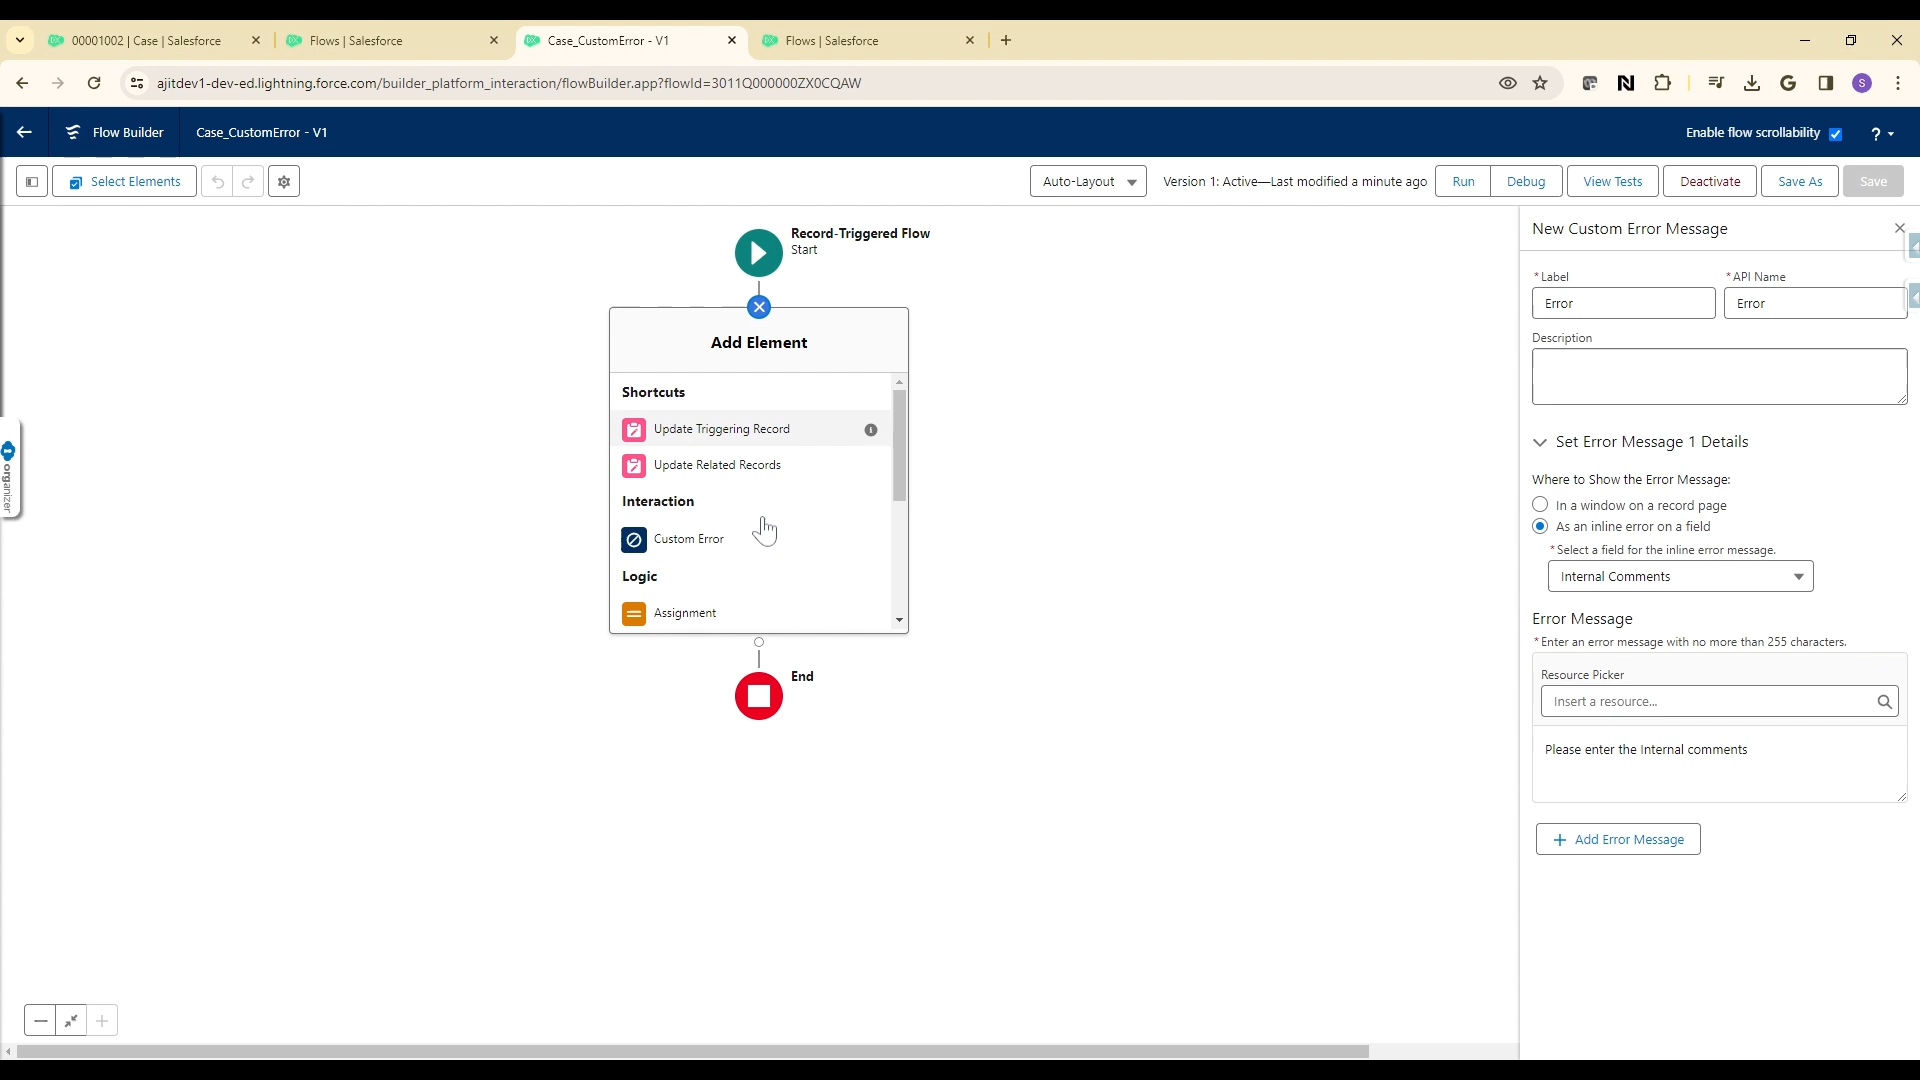 00001002 | Case | Salesforce
Flows | Salesforce
Case_CustomError - V1
Flows | Salesforce
ajitdev1-dev-ed.lightning.force.com/builder_platform_interaction/flowBuilder.app?flowId=3011Q000000ZX0CQAW
Flow Builder
Case_CustomError - V1
Enable flow scrollability
?
Select Elements
Auto-Layout
Version 1: Active—Last modified a minute ago
Run
Debug
View Tests
Deactivate
Save As
Save
Record-Triggered Flow
Start
Add Element
Shortcuts
Update Triggering Record
Update Related Records
Interaction
Custom Error
Logic
Assignment
End
organizer
New Custom Error Message
* Label
* API Name
Error
Error
Description
Set Error Message 1 Details
Where to Show the Error Message:
In a window on a record page
As an inline error on a field
* Select a field for the inline error message.
Internal Comments
Error Message
* Enter an error message with no more than 255 characters.
Resource Picker
Insert a resource...
Please enter the Internal comments
Add Error Message